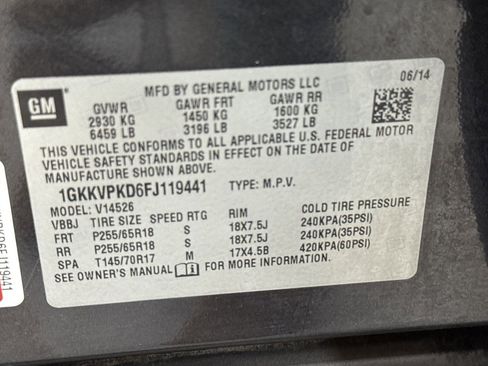 GM
MFD BY GENERAL MOTORS LLC 06/14
GVWR GAWR FRT GAWR RR
2930 KG 1450 KG 1600 KG
6459 LB 3196 LB 3527 LB
THIS VEHICLE CONFORMS TO ALL APPLICABLE U.S. FEDERAL MOTOR
VEHICLE SAFETY AND THEFT PREVENTION STANDARDS IN EFFECT ON THE DATE OF
MANUFACTURE SHOWN ABOVE.
1GKKVPKD6FJ119441 TYPE: M.P.V.
MODEL: V14526
VBBJ TIRE SIZE SPEED RTG RIM COLD TIRE PRESSURE
FRT P255/65R18 S 18X7.5J 240KPA(35PSI)
RR P255/65R18 S 18X7.5J 240KPA(35PSI)
SPA T145/70R17 M 17X4.5B 420KPA(60PSI)
SEE OWNER'S MANUAL FOR MORE INFORMATION
PKD6FJ119441